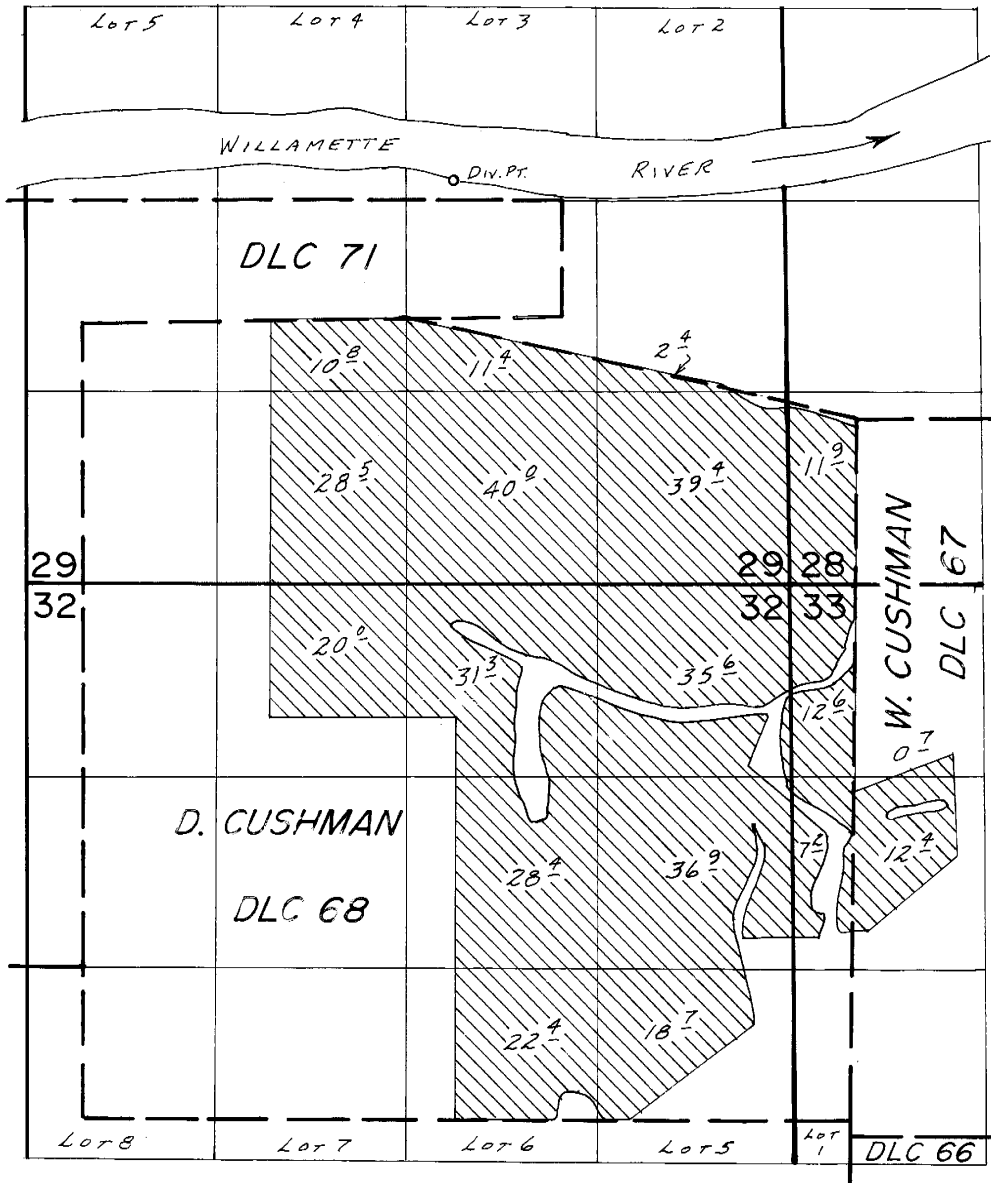 LOT 5
LOT 4
LOT 3
LOT 2
WILLAMETTE
RIVER
DIV. PT.
DLC 71
2 4
10 8
11 4
28 5
40 0
39 4
11 9
29
29 28
32
32 33
W. CUSHMAN
DLC 67
20 0
31 3
35 6
12 6
0 7
D. CUSHMAN
DLC 68
28 4
36 9
7 2
12 4
22 4
18 7
LOT 8
LOT 7
LOT 6
LOT 5
LOT
1
DLC 66